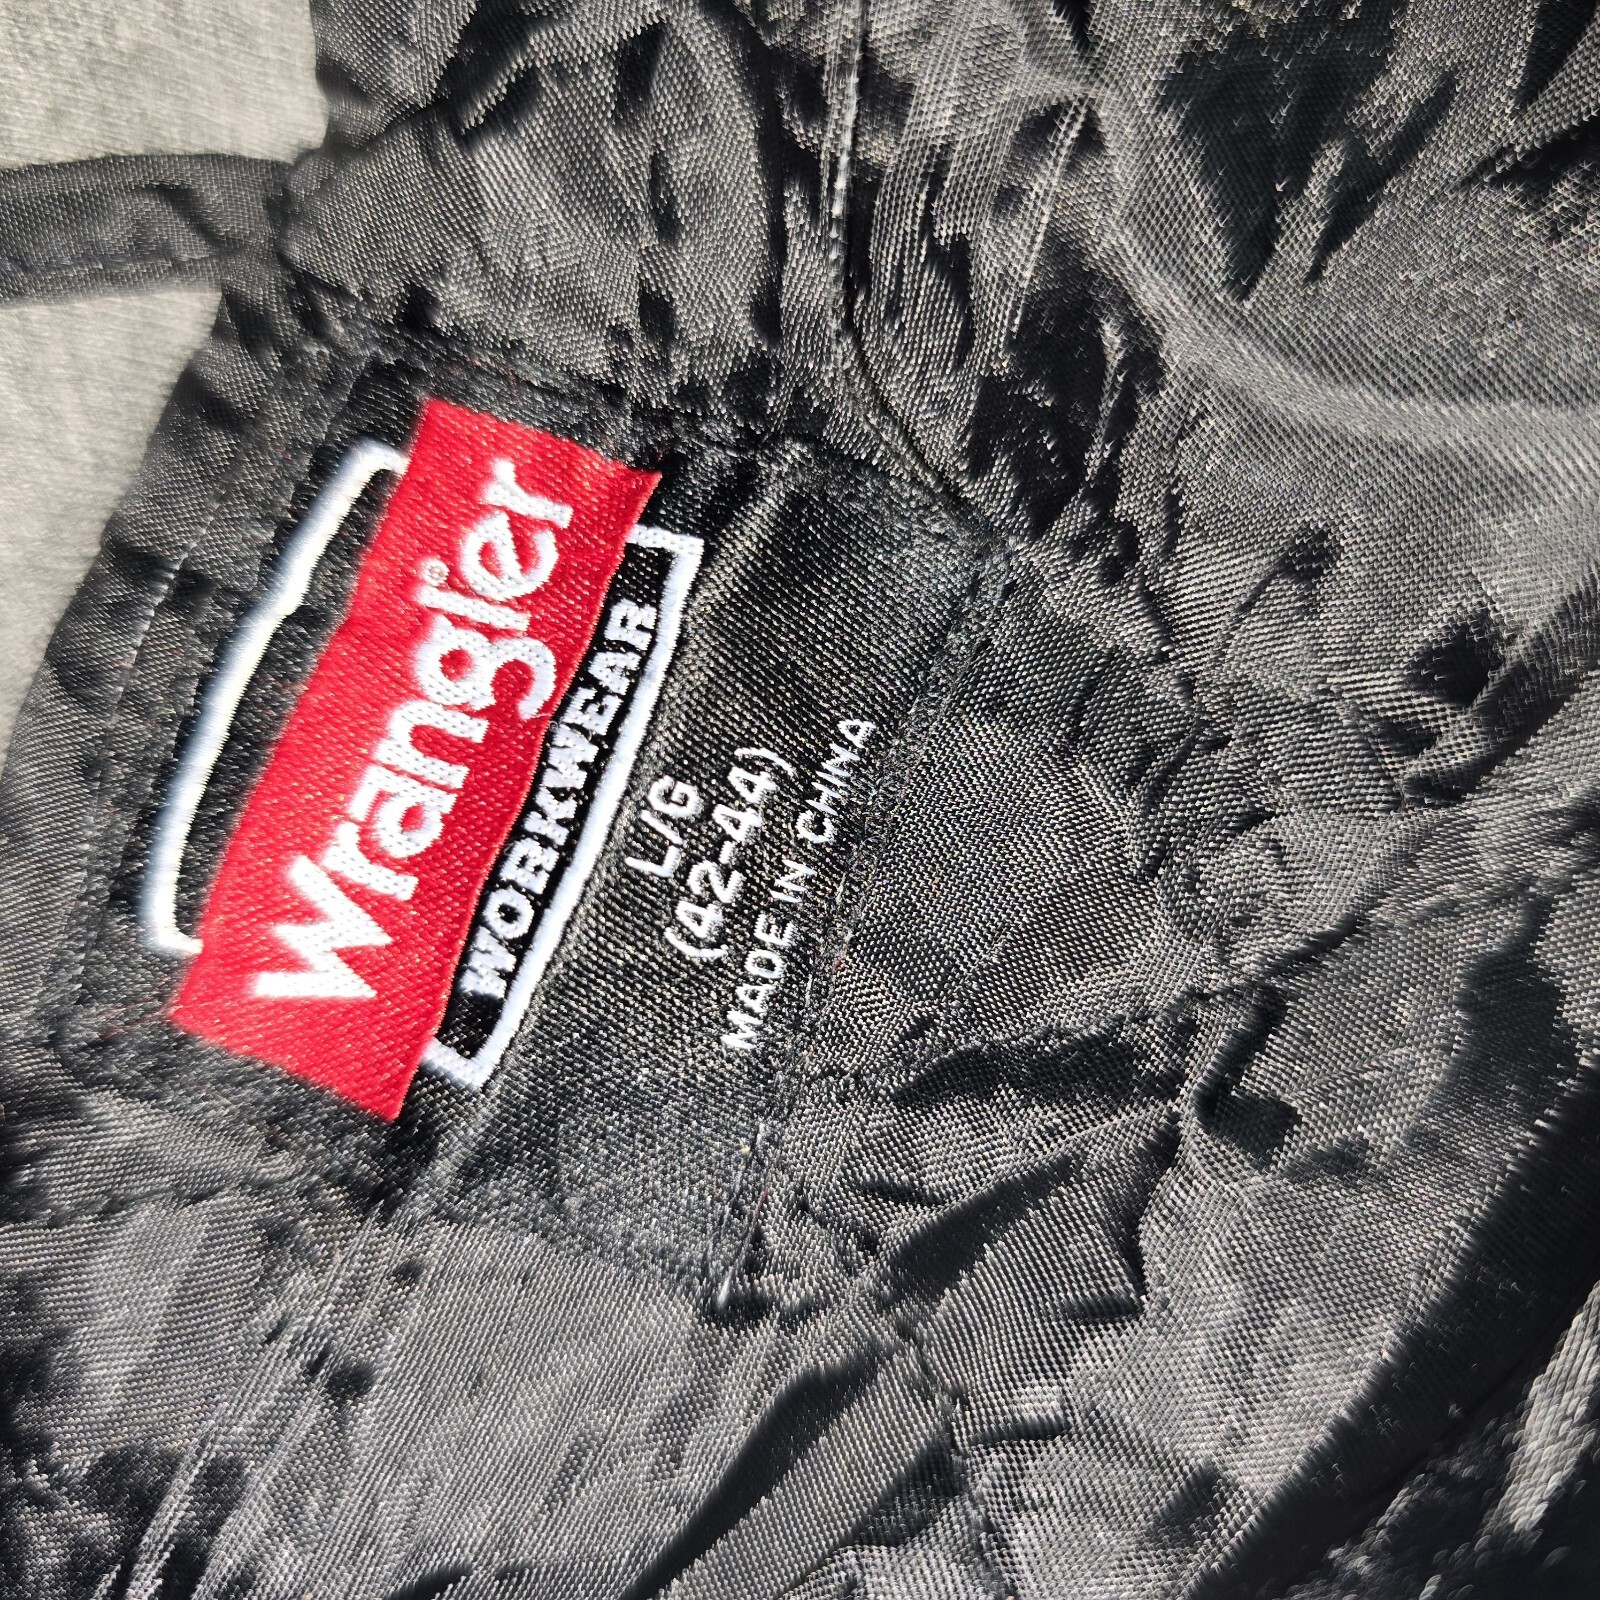 Wrangler®
WORKWEAR
L/G
(42-44)
MADE IN CHINA